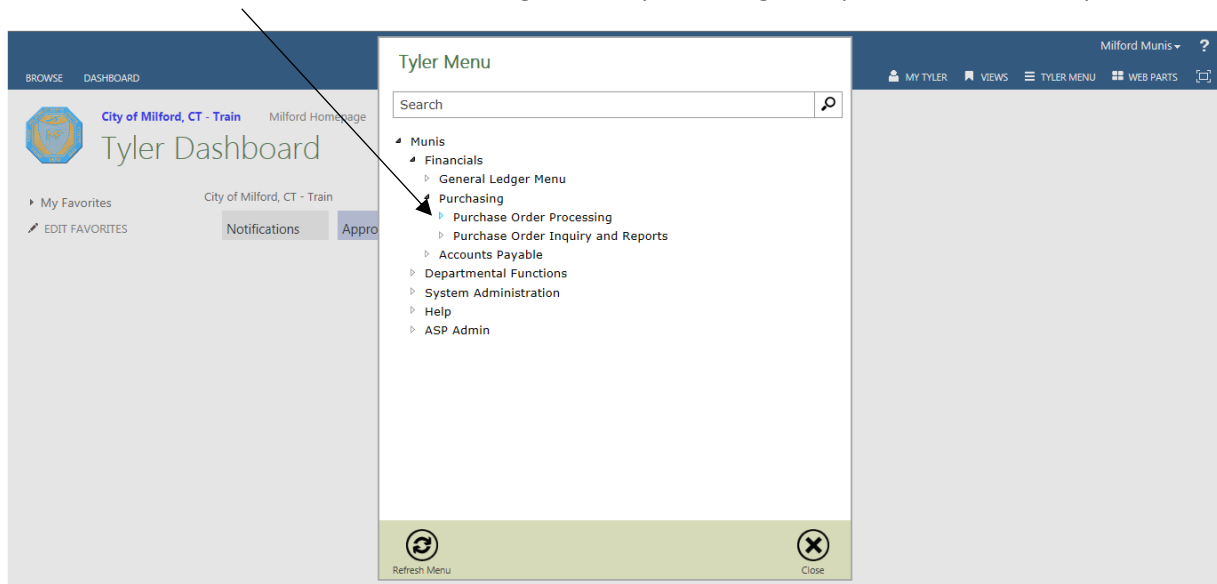 Milford Munis ?
BROWSE DASHBOARD
MY TYLER VIEWS TYLER MENU WEB PARTS
City of Milford, CT - Train Milford Homepage
Tyler Dashboard
My Favorites
EDIT FAVORITES
City of Milford, CT - Train
Notifications Appro
Tyler Menu
Search
Munis
Financials
General Ledger Menu
Purchasing
Purchase Order Processing
Purchase Order Inquiry and Reports
Accounts Payable
Departmental Functions
System Administration
Help
ASP Admin
Refresh Menu Close